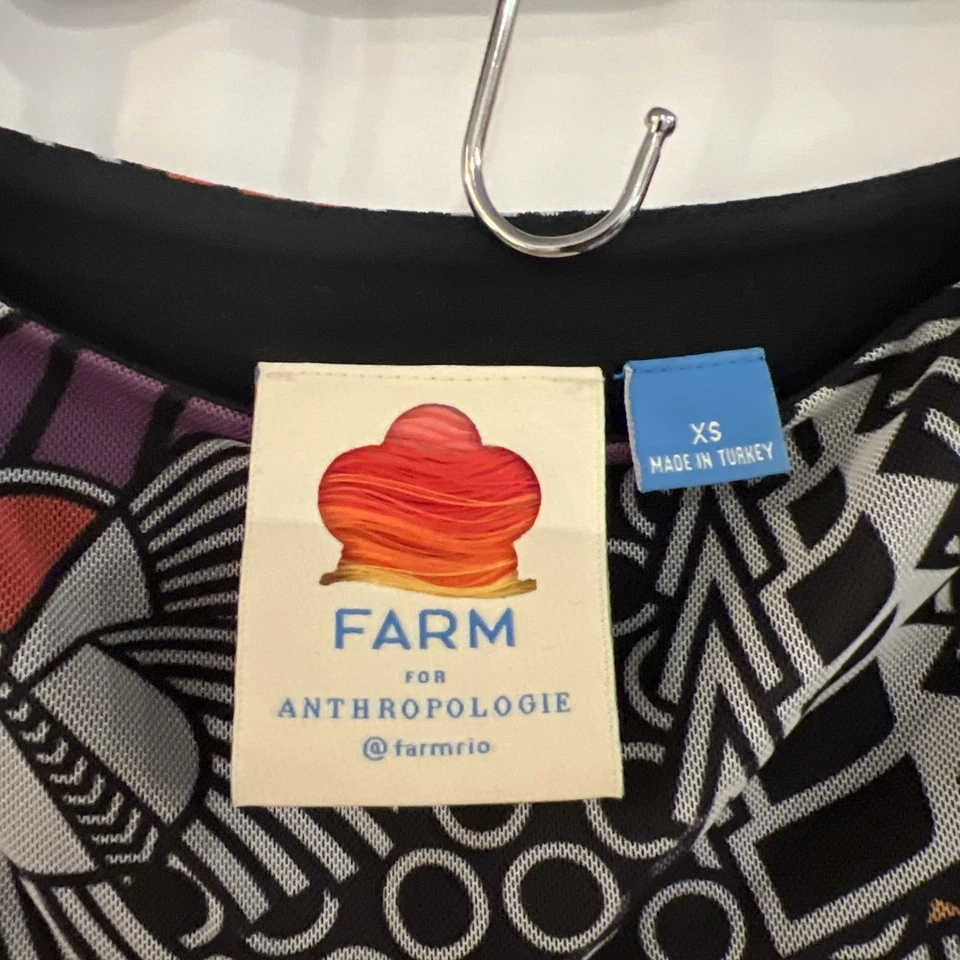 FARM
FOR
ANTHROPOLOGIE
@farmrio
XS
MADE IN TURKEY